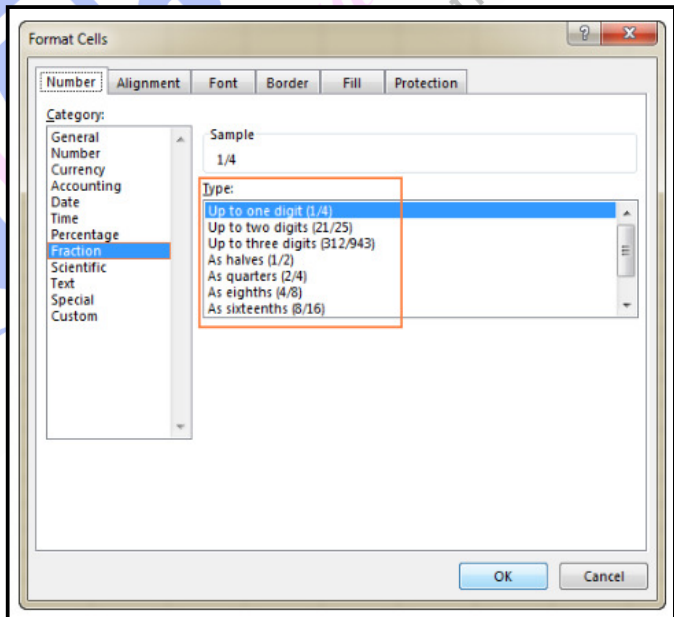 Format Cells
Number Alignment Font Border Fill Protection
Category:
General
Number
Currency
Accounting
Date
Time
Percentage
Fraction
Scientific
Text
Special
Custom
Sample
1/4
Type:
Up to one digit (1/4)
Up to two digits (21/25)
Up to three digits (312/943)
As halves (1/2)
As quarters (2/4)
As eighths (4/8)
As sixteenths (8/16)
OK Cancel